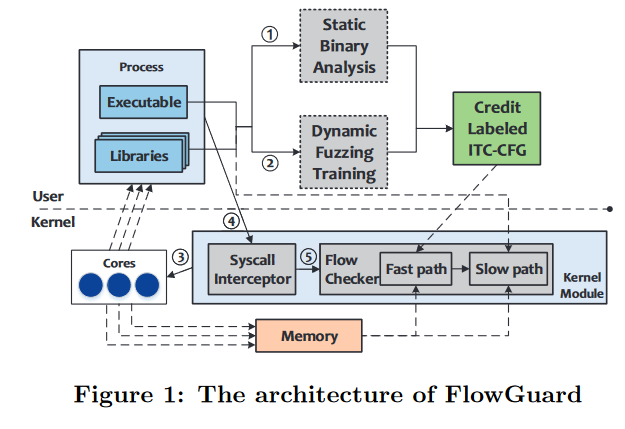 Process
Executable
Libraries
①
Static
Binary
Analysis
②
Dynamic
Fuzzing
Training
Credit
Labeled
ITC-CFG
User
Kernel
④
Cores
③
Syscall
Interceptor
⑤
Flow
Checker
Fast path
Slow path
Kernel
Module
Memory
Figure 1: The architecture of FlowGuard